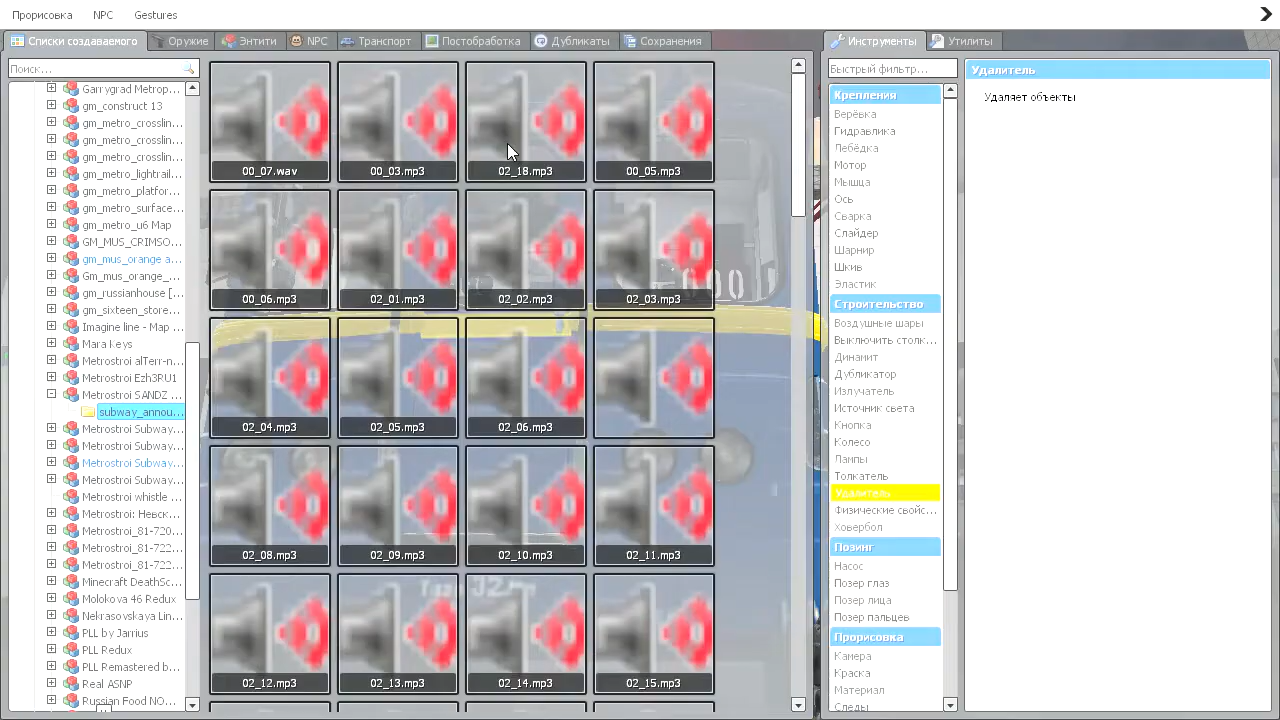 Прорисовка NPC Gestures
Списки создаваемого Оружие Энтити NPC Транспорт Постобработка Дубликаты Сохранения
Инструменты Утилиты
Поиск...
Garrygrad Metrop...
gm_construct 13
gm_metro_crosslin...
gm_metro_crosslin...
gm_metro_crosslin...
gm_metro_lightrail...
gm_metro_platfor...
gm_metro_surface...
gm_metro_u6 Map
GM_MUS_CRIMSO...
gm_mus_orange a...
Gm_mus_orange_...
gm_russianhouse [...
gm_sixteen_stone...
Imagine line - Map ...
Mara Keys
Metrostroi alTerr-n...
Metrostroi Ezh3RU1
Metrostroi SANDZ...
subway_annou...
Metrostroi Subway...
Metrostroi Subway...
Metrostroi Subway...
Metrostroi Subway...
Metrostroi whistle ...
Metrostroi: Невск...
Metrostroi_81-720...
Metrostroi_81-722...
Metrostroi_81-722...
Minecraft DeathSc...
Molokova 46 Redux
Nekrasovskaya Lin...
PLL by Jamius
PLL Redux
PLL Remastered b...
Real ASNP
Russian Food NO...
00_07.wav 00_03.mp3 02_18.mp3 00_05.mp3
00_06.mp3 02_01.mp3 02_02.mp3 02_03.mp3
02_04.mp3 02_05.mp3 02_06.mp3
02_08.mp3 02_09.mp3 02_10.mp3 02_11.mp3
02_12.mp3 02_13.mp3 02_14.mp3 02_15.mp3
Быстрый фильтр...
Крепления
Верёвка
Гидравлика
Лебёдка
Мотор
Мышца
Ось
Сварка
Слайдер
Шарнир
Шкив
Эластик
Строительство
Воздушные шары
Выключить столк...
Динамит
Дубликатор
Излучатель
Источник света
Кнопка
Колесо
Лампы
Толкатель
Удалитель
Физические свойс...
Ховербол
Позинг
Насос
Позер глаз
Позер лица
Позер пальцев
Прорисовка
Камера
Краска
Материал
Следы
Удалитель
Удаляет объекты